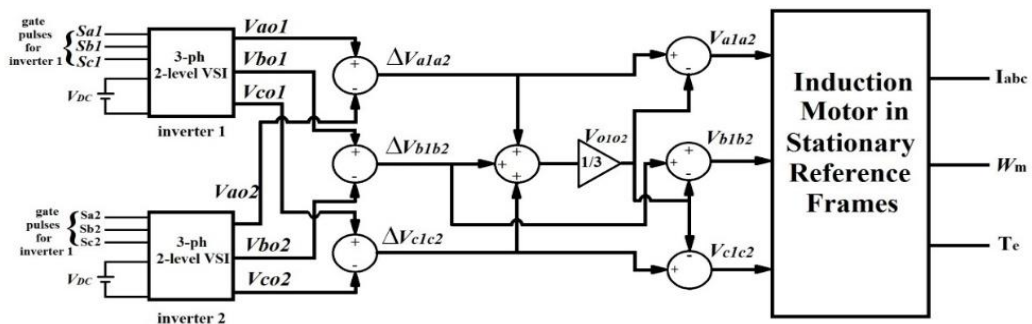 gate
pulses
for
inverter 1
Sa1
Sb1
Sc1
VDC
3-ph
2-level VSI
inverter 1
Vao1
Vbo1
Vco1
gate
pulses
for
inverter 1
Sa2
Sb2
Sc2
VDC
3-ph
2-level VSI
inverter 2
Vao2
Vbo2
Vco2
+
-
+
-
+
-
ΔVa1a2
ΔVb1b2
ΔVc1c2
+
+
+
1/3
Vo1o2
+
-
+
-
-
+
Va1a2
Vb1b2
Vc1c2
Induction
Motor in
Stationary
Reference
Frames
Iabc
Wm
Te